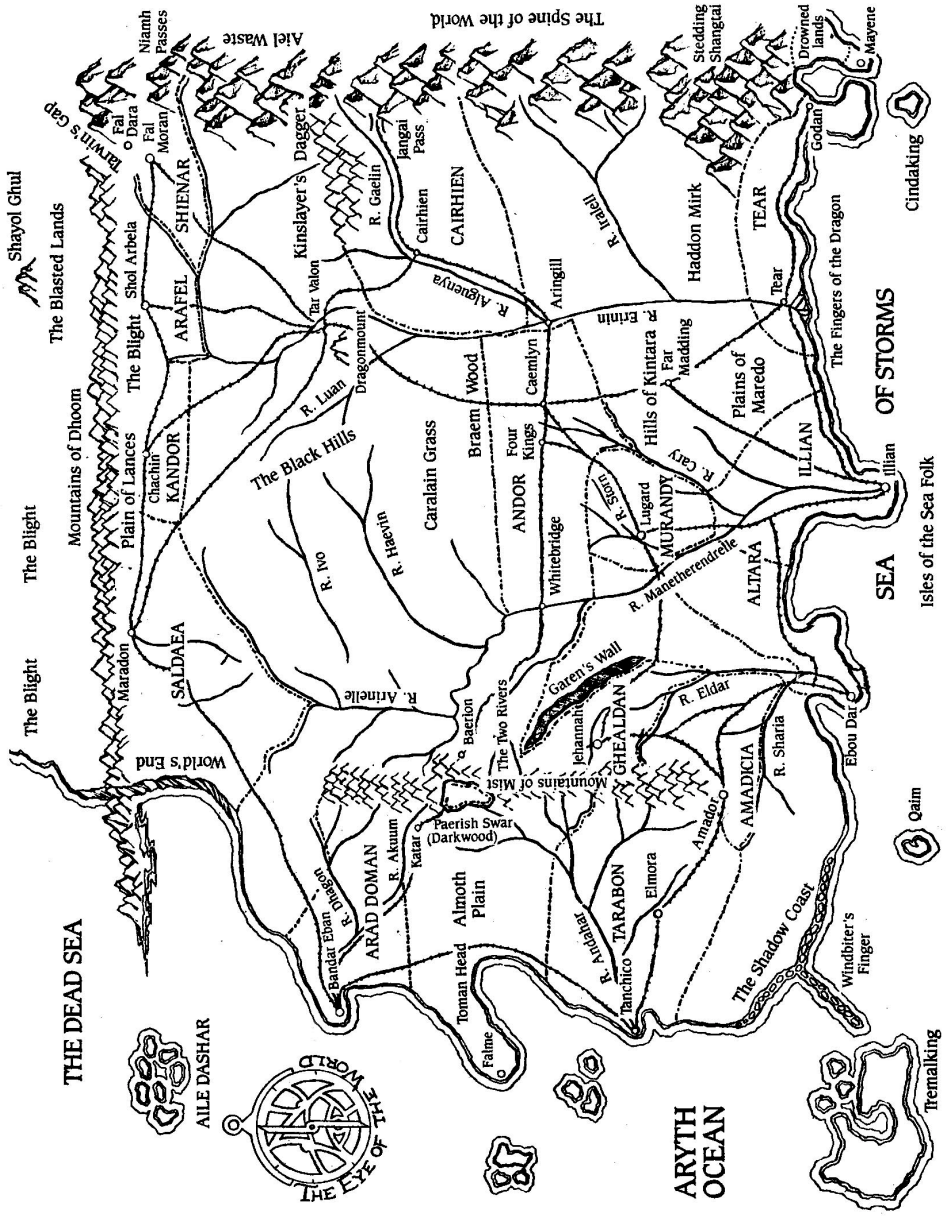 Shayol Ghul
The Blasted Lands
The Blight
The Blight
The Blight
THE DEAD SEA
AILE DASHAR
THE EYE OF THE WORLD
Mountains of Dhoom
Tarwin's Gap
Niamh
Passes
Fal
Dara
Fal
Moran
Shol Arbela
The Blight
SHIENAR
ARAFEL
Plain of Lances
Chachin
KANDOR
Maradon
SALDAEA
World's End
Aiel Waste
Kinslayer's Dagger
Tar Valon
Dragonmount
R. Luan
The Black Hills
R. Ivo
R. Haevin
R. Arinelle
R. Dhagon
Bandar Eban
ARAD DOMAN
R. Akuum
Katar
R. Gaelin
Jangai
Pass
Cairhien
CAIRHIEN
R. Alguenya
Caralain Grass
Braem Wood
The Spine of the World
Aringill
Caemlyn
Four
Kings
ANDOR
Whitebridge
Baerlon
The Two Rivers
Mountains of Mist
Paerish Swar
(Darkwood)
Almoth
Plain
Toman Head
Falme
R. Iralell
R. Erinin
Haddon Mirk
Hills of Kintara
Far
Madding
R. Storn
Lugard
MURANDY
R. Cary
R. Manetherendrelle
Garen's Wall
Jehannah
GHEALDAN
R. Eldar
R. Andahar
TARABON
Elmora
Tanchico
Amador
AMADICIA
R. Sharia
Stedding
Shangtai
Drowned
lands
Mayene
Godan
TEAR
Tear
The Fingers of the Dragon
Plains of
Maredo
ILLIAN
Illian
ALTARA
Ebou Dar
The Shadow Coast
Windbiter's
Finger
ARYTH
OCEAN
SEA OF STORMS
Cindaking
Isles of the Sea Folk
Qaim
Tremalking